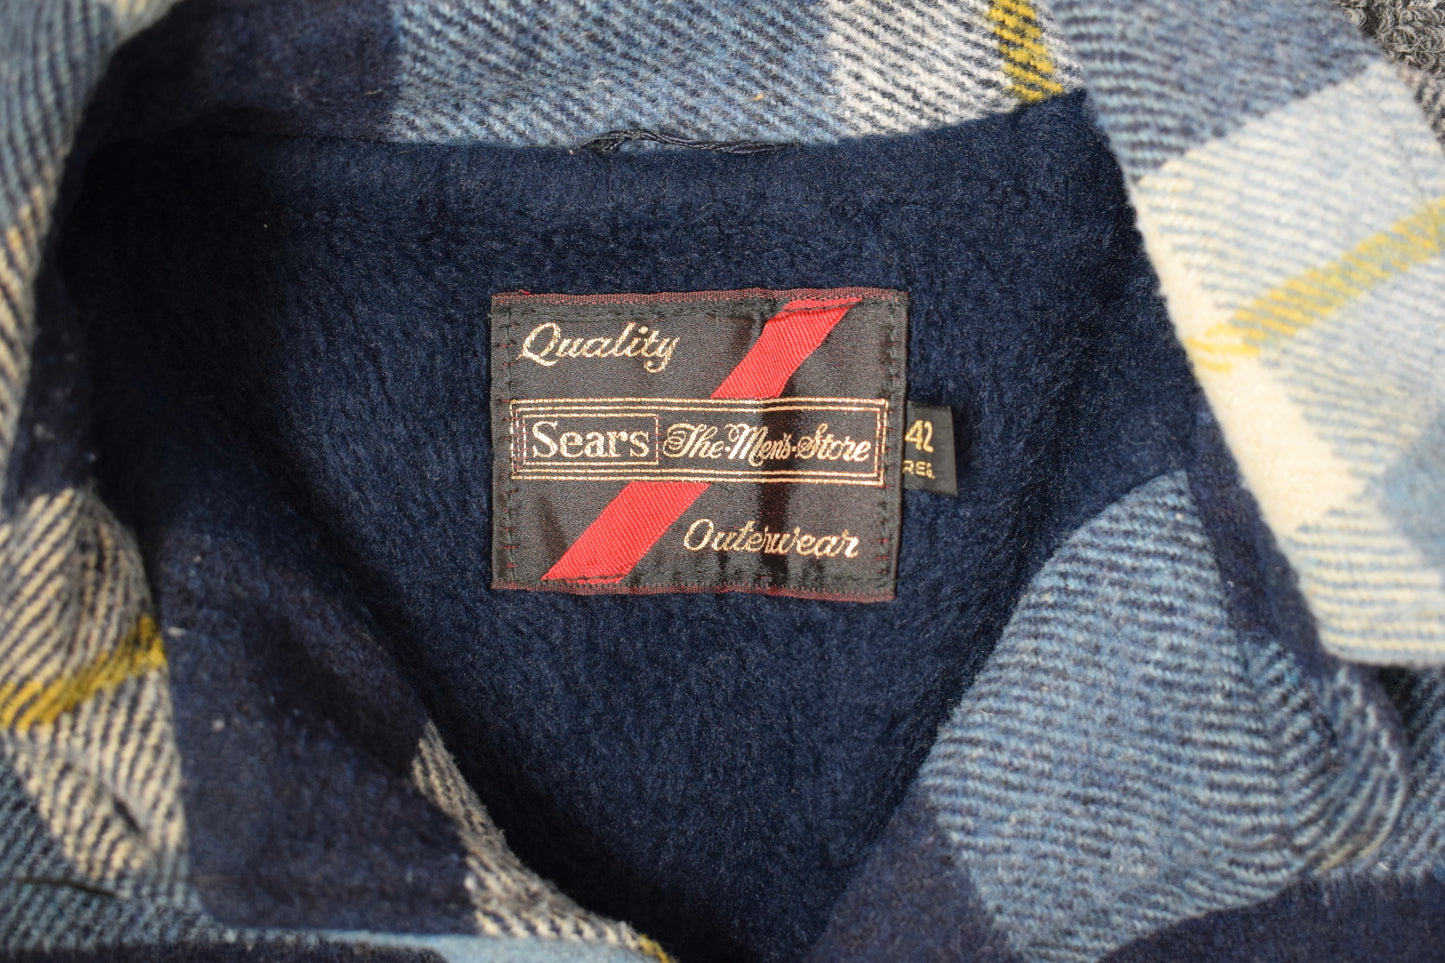 Quality
Sears The Men's Store
Outerwear
42
REG.